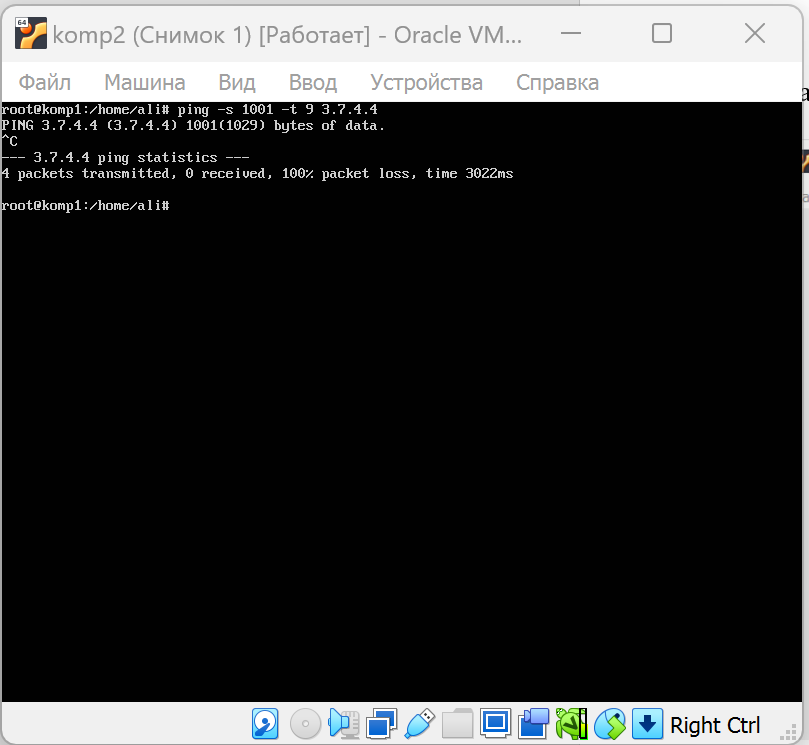 64
komp2 (Снимок 1) [Работает] - Oracle VM...
Файл Машина Вид Ввод Устройства Справка
root@komp1:/home/ali# ping -s 1001 -t 9 3.7.4.4
PING 3.7.4.4 (3.7.4.4) 1001(1029) bytes of data.
^C
--- 3.7.4.4 ping statistics ---
4 packets transmitted, 0 received, 100% packet loss, time 3022ms
root@komp1:/home/ali#
Right Ctrl